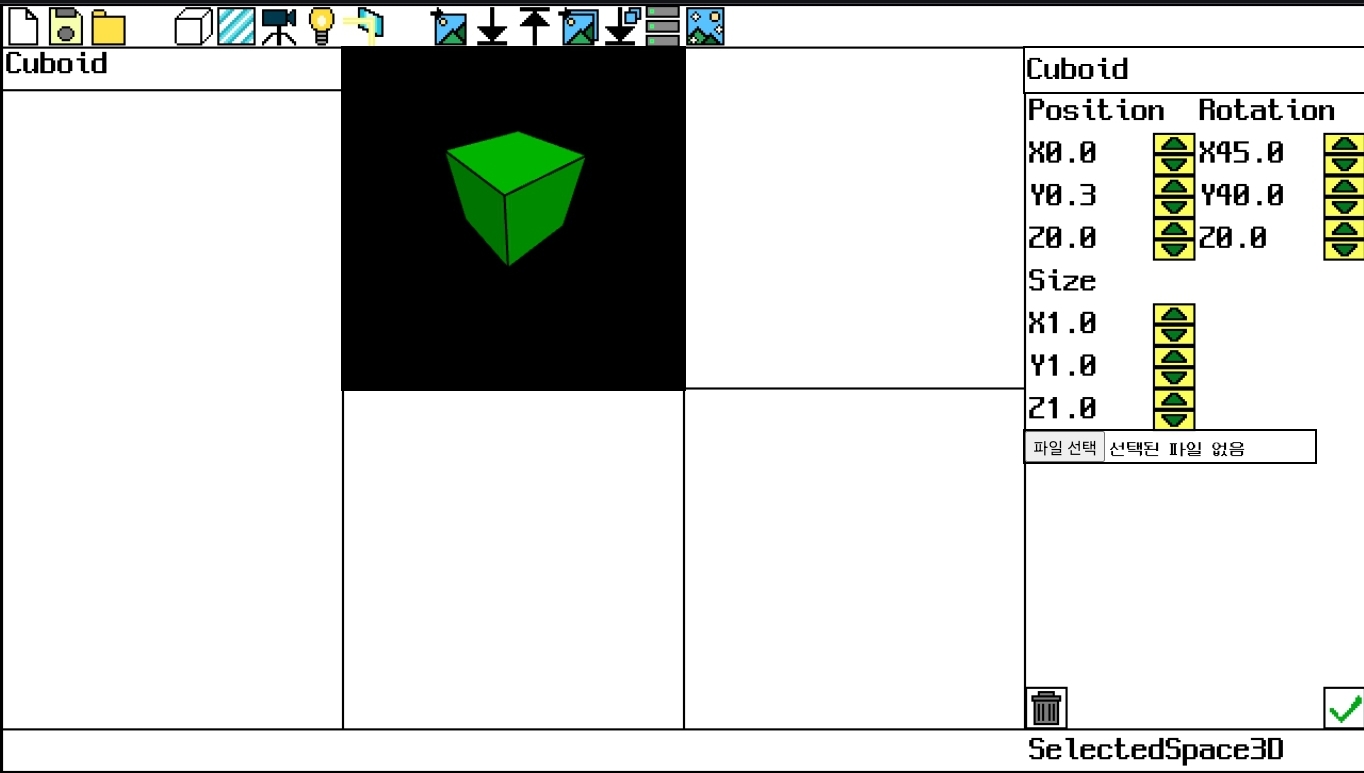 Cuboid
Cuboid
Position Rotation
X0.0 X45.0
Y0.3 Y40.0
Z0.0 Z0.0
Size
X1.0
Y1.0
Z1.0
파일 선택 선택된 파일 없음
SelectedSpace3D